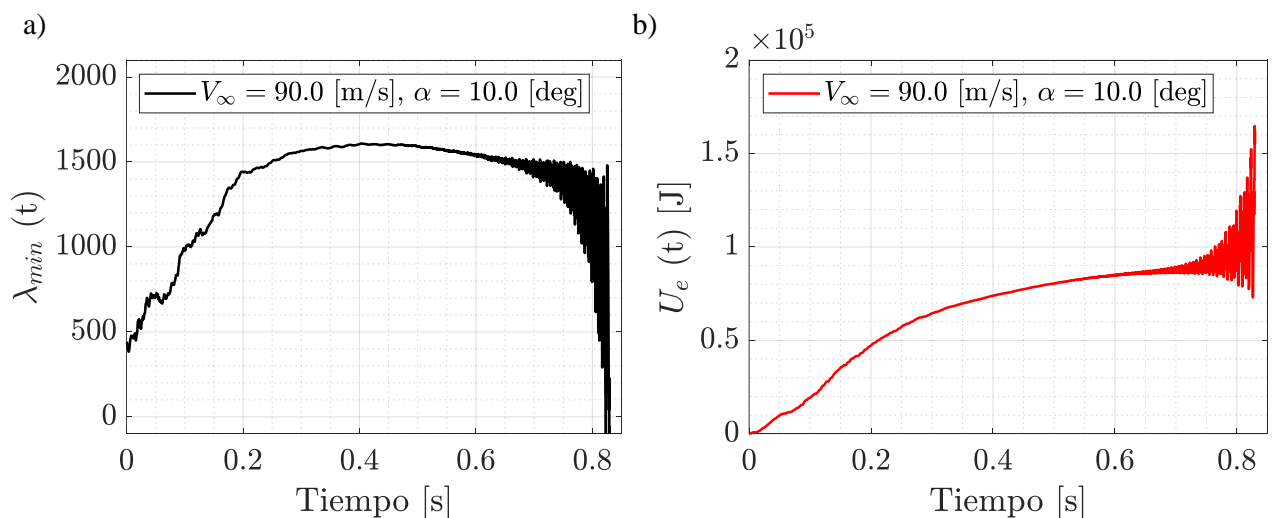 a)
b)
×10^5
V_∞ = 90.0 [m/s], α = 10.0 [deg]
V_∞ = 90.0 [m/s], α = 10.0 [deg]
2000
1500
1000
500
0
λ_min (t)
0 0.2 0.4 0.6 0.8
Tiempo [s]
2
1.5
1
0.5
0
U_e (t) [J]
0 0.2 0.4 0.6 0.8
Tiempo [s]